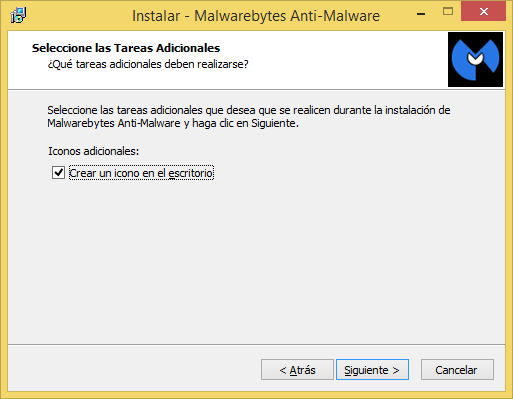 Instalar - Malwarebytes Anti-Malware
Seleccione las Tareas Adicionales
¿Qué tareas adicionales deben realizarse?
Seleccione las tareas adicionales que desea que se realicen durante la instalación de
Malwarebytes Anti-Malware y haga clic en Siguiente.
Iconos adicionales:
Crear un icono en el escritorio
< Atrás
Siguiente >
Cancelar